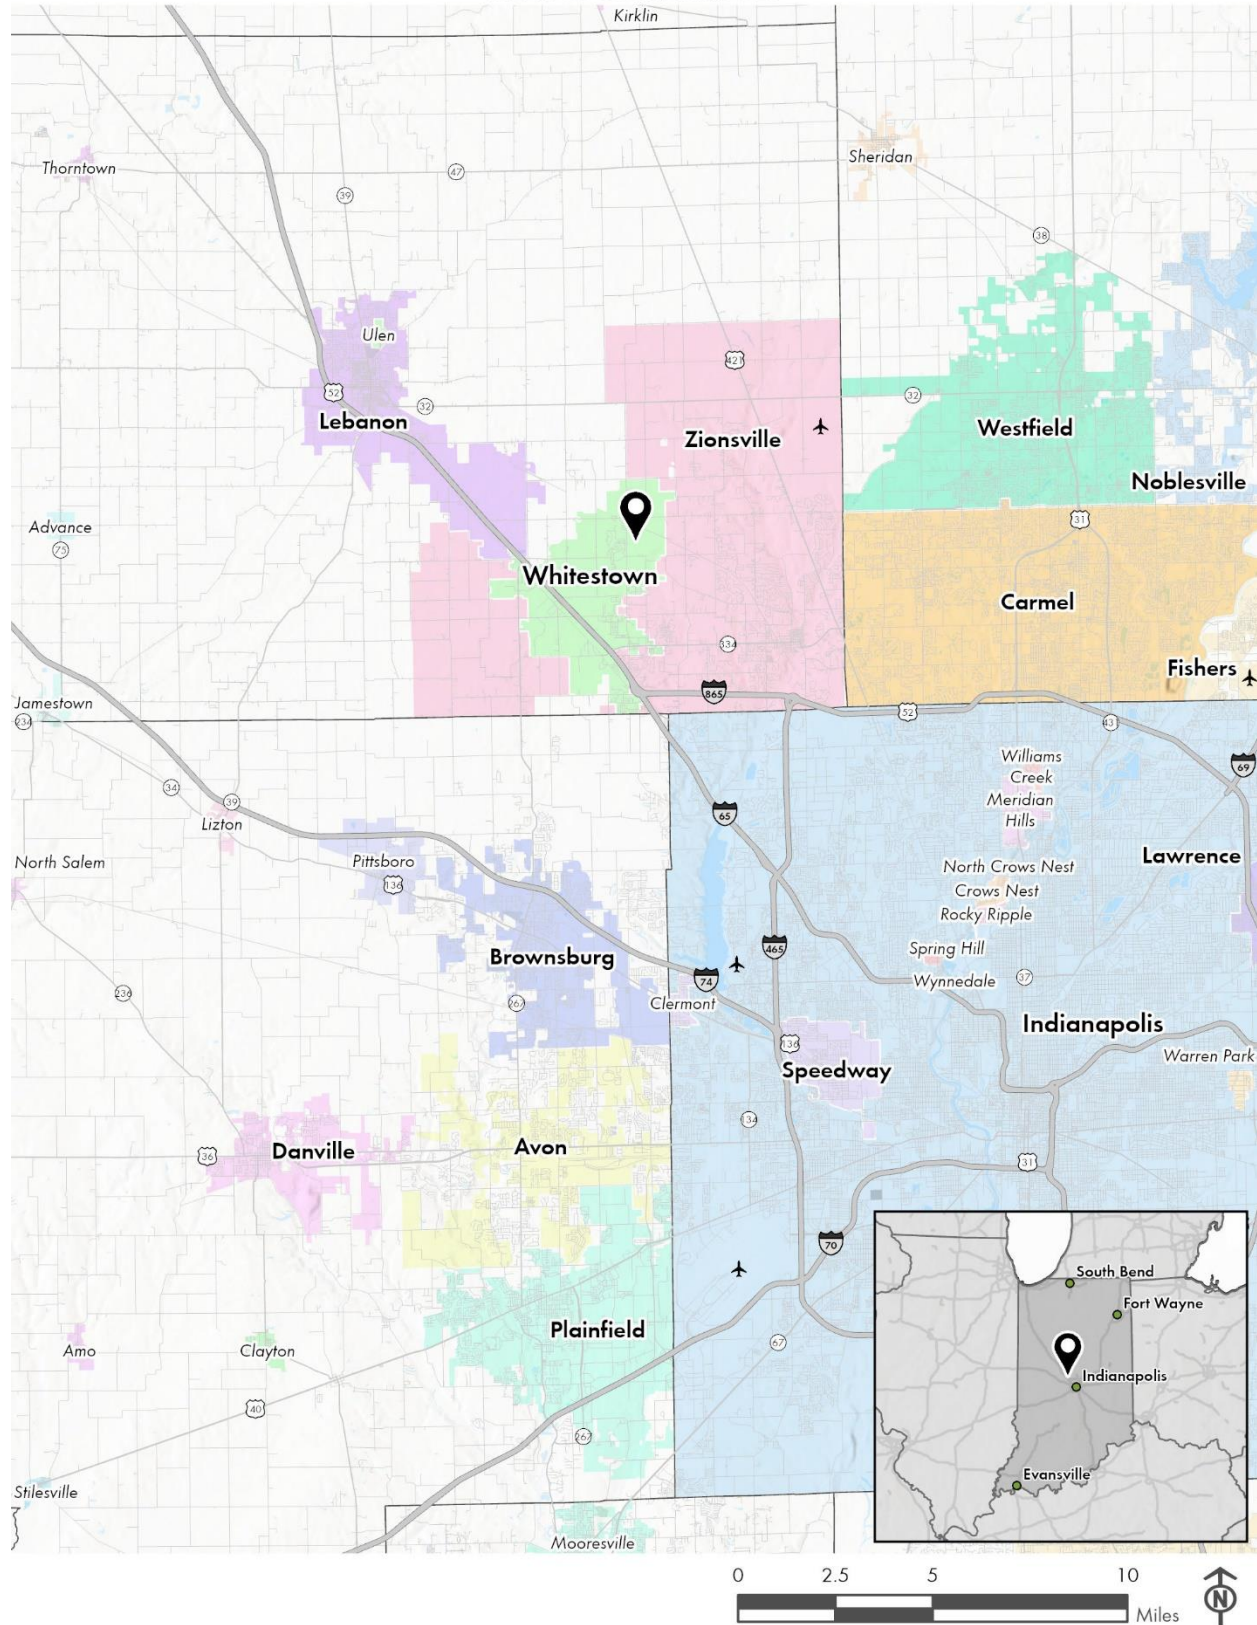 Kirklin
Thorntown
47
39
Sheridan
38
Ulen
421
52
32
32
Lebanon
Zionsville
Westfield
Noblesville
Advance
75
31
Whitestown
Carmel
334
Fishers
865
Jamestown
234
52
431
Williams
Creek
69
34
39
Meridian
Hills
65
Lizton
North Salem
Pittsboro
136
Lawrence
North Crows Nest
Crows Nest
Rocky Ripple
465
Spring Hill
Brownsburg
74
Wynnedale
37
236
267
Clermont
Indianapolis
136
Warren Park
Speedway
134
36
Danville
Avon
31
70
South Bend
Fort Wayne
Plainfield
67
Amo
Clayton
Indianapolis
40
267
Evansville
Stilesville
Mooresville
0 2.5 5 10
Miles
N